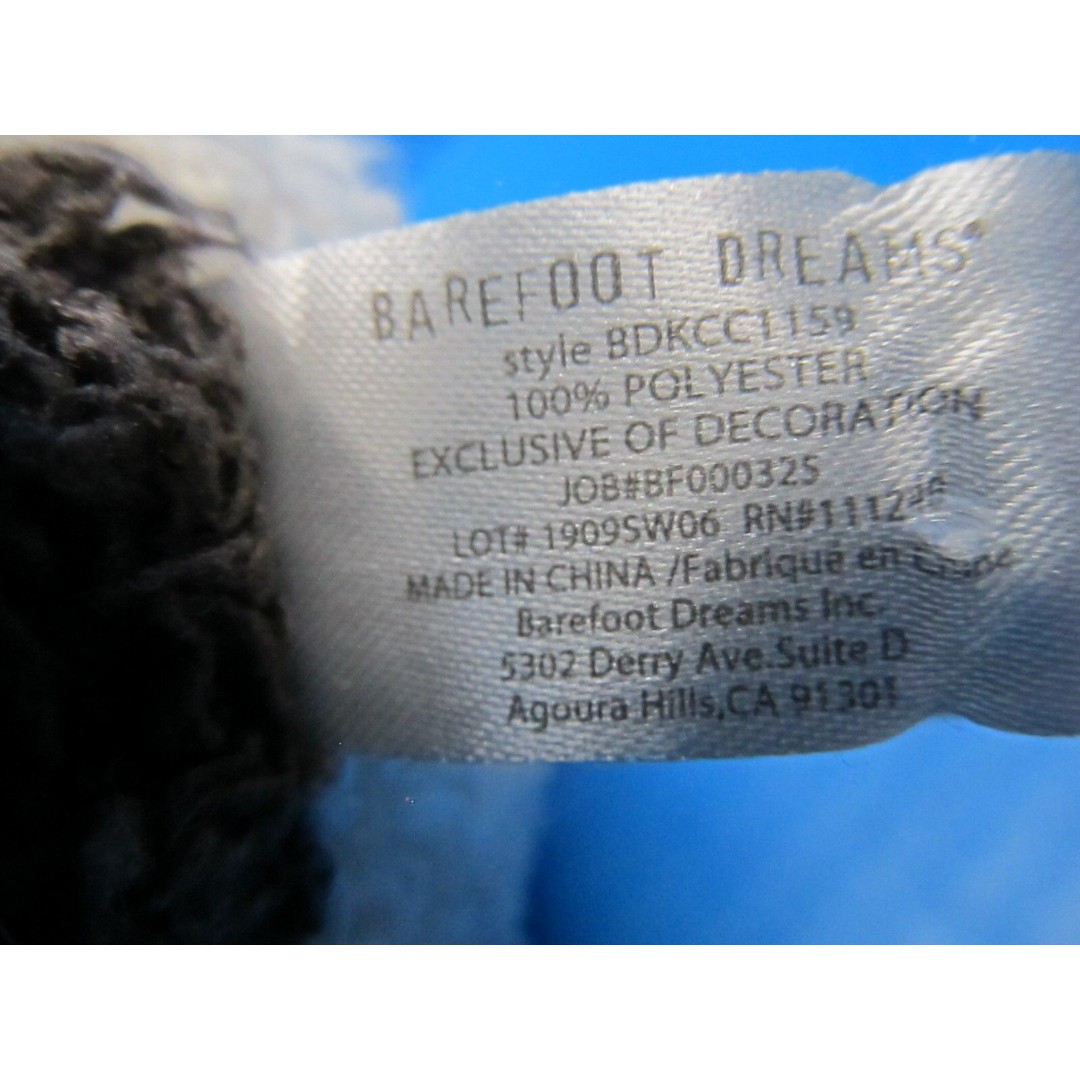 BAREFOOT DREAMS®
style BDKCC1159
100% POLYESTER
EXCLUSIVE OF DECORATION
JOB#BF000325
LOT# 1909SW06
MADE IN CHINA /Fabriqué en Chine
Barefoot Dreams Inc.
5302 Derry Ave.Suite D
Agoura Hills,CA 91301